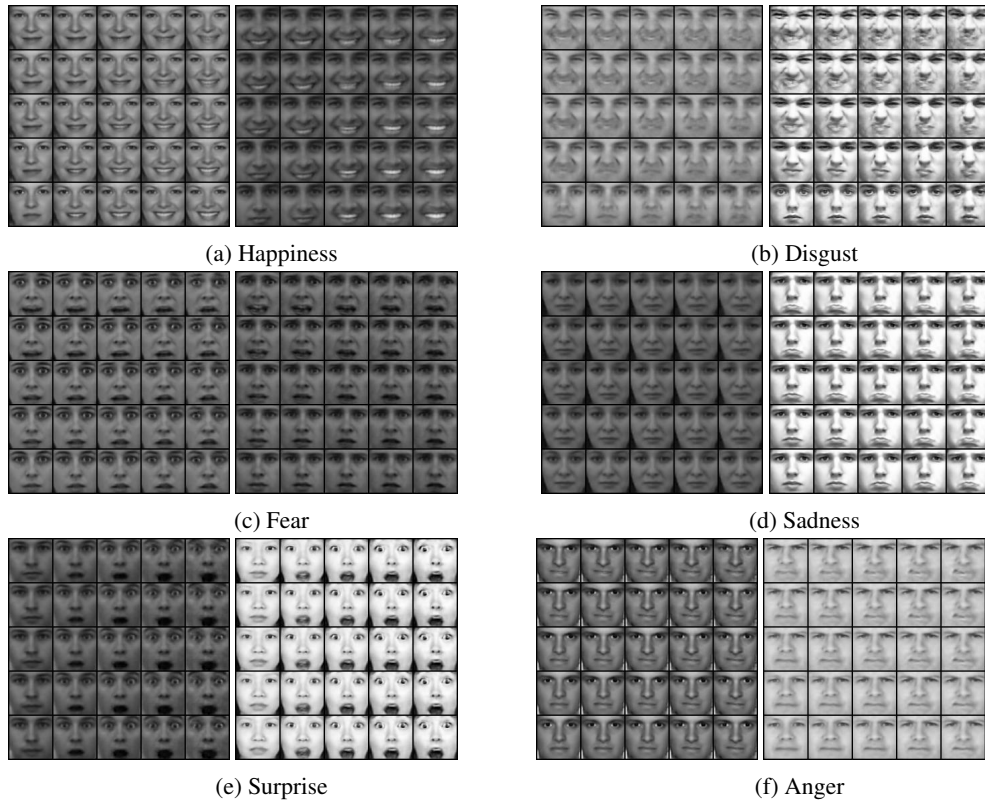 (a) Happiness
(b) Disgust
(c) Fear
(d) Sadness
(e) Surprise
(f) Anger